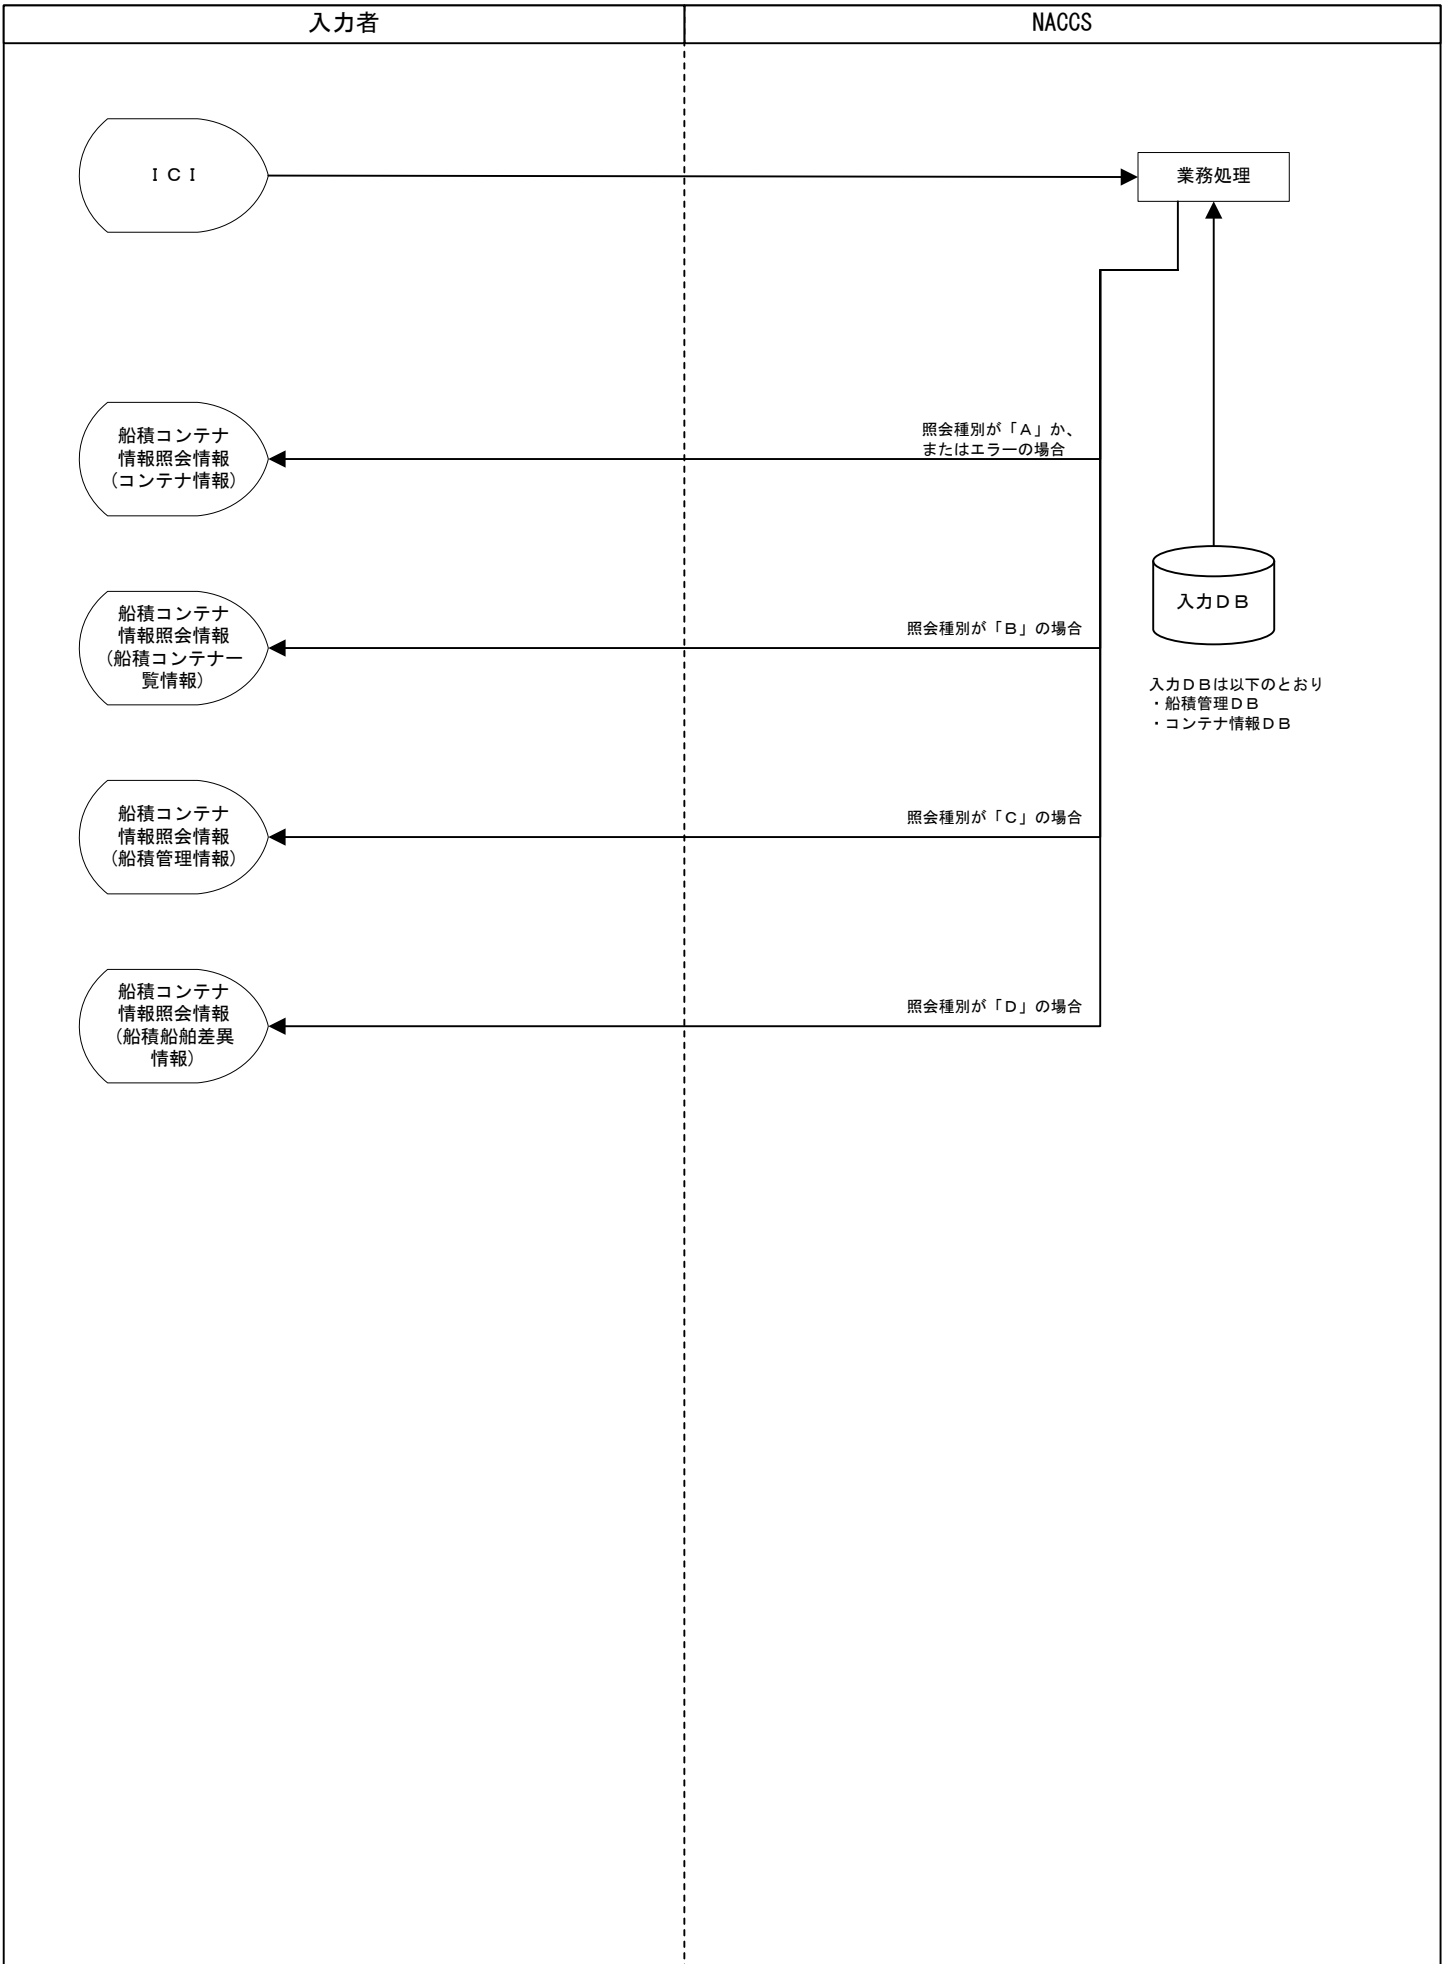 入力者
NACCS
ＩＣＩ
業務処理
船積コンテナ
情報照会情報
（コンテナ情報）
照会種別が「Ａ」か、
またはエラーの場合
船積コンテナ
情報照会情報
（船積コンテナ一
覧情報）
照会種別が「Ｂ」の場合
入力ＤＢ
入力ＤＢは以下のとおり
・船積管理ＤＢ
・コンテナ情報ＤＢ
船積コンテナ
情報照会情報
（船積管理情報）
照会種別が「Ｃ」の場合
船積コンテナ
情報照会情報
（船積船舶差異
情報）
照会種別が「Ｄ」の場合